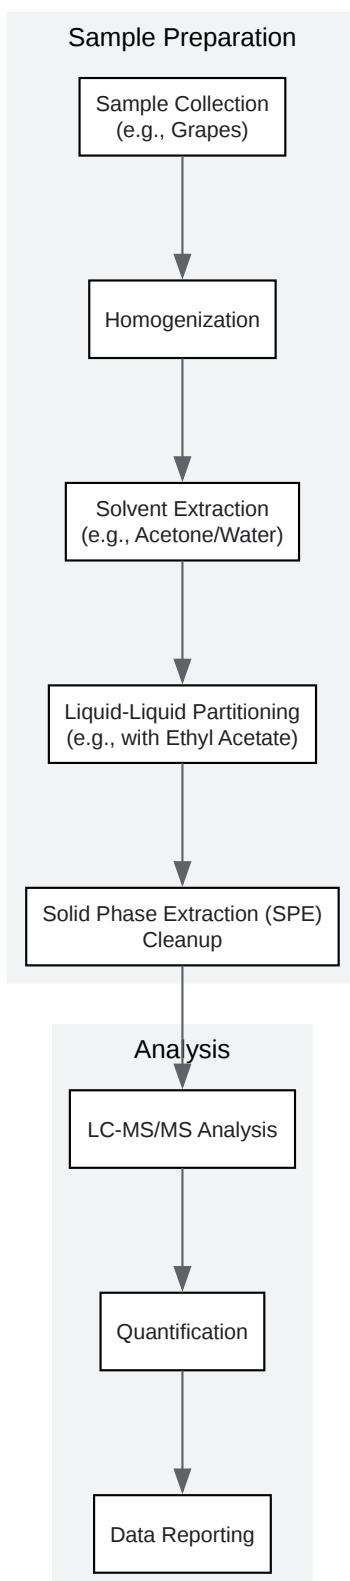 Sample Preparation
Sample Collection
(e.g., Grapes)
Homogenization
Solvent Extraction
(e.g., Acetone/Water)
Liquid-Liquid Partitioning
(e.g., with Ethyl Acetate)
Solid Phase Extraction (SPE)
Cleanup
Analysis
LC-MS/MS Analysis
Quantification
Data Reporting